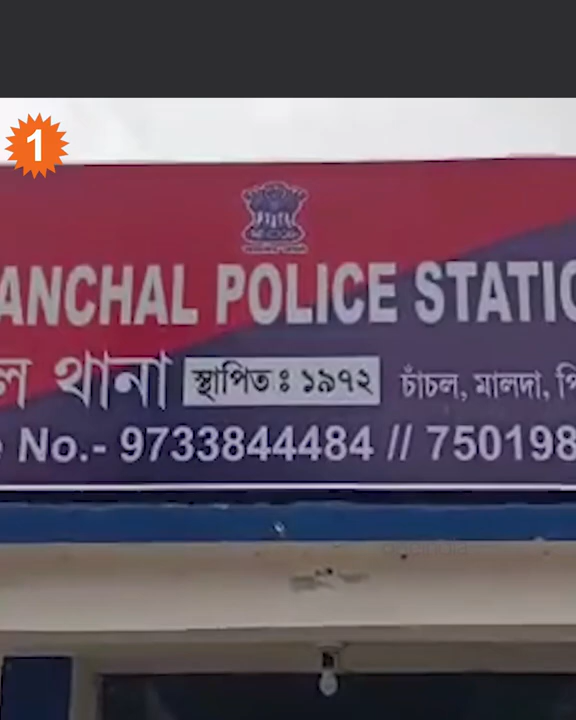 1
ANCHAL POLICE STATIO
ল থানা স্থাপিত ঃ ১৯৭২ চাঁচল, মালদা, পি
No.- 9733844484 // 750198